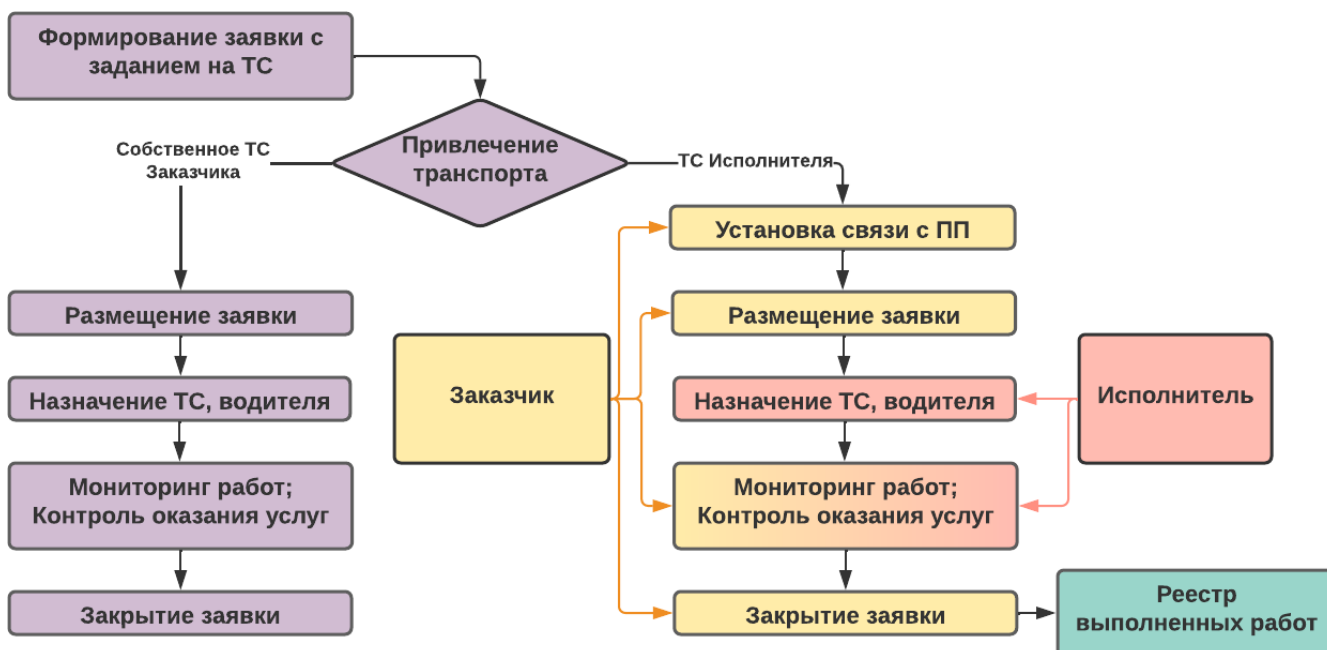 Формирование заявки с
заданием на ТС
Привлечение
транспорта
Собственное ТС
Заказчика
ТС Исполнителя
Размещение заявки
Назначение ТС, водителя
Мониторинг работ;
Контроль оказания услуг
Закрытие заявки
Заказчик
Установка связи с ПП
Размещение заявки
Назначение ТС, водителя
Мониторинг работ;
Контроль оказания услуг
Закрытие заявки
Исполнитель
Реестр
выполненных работ